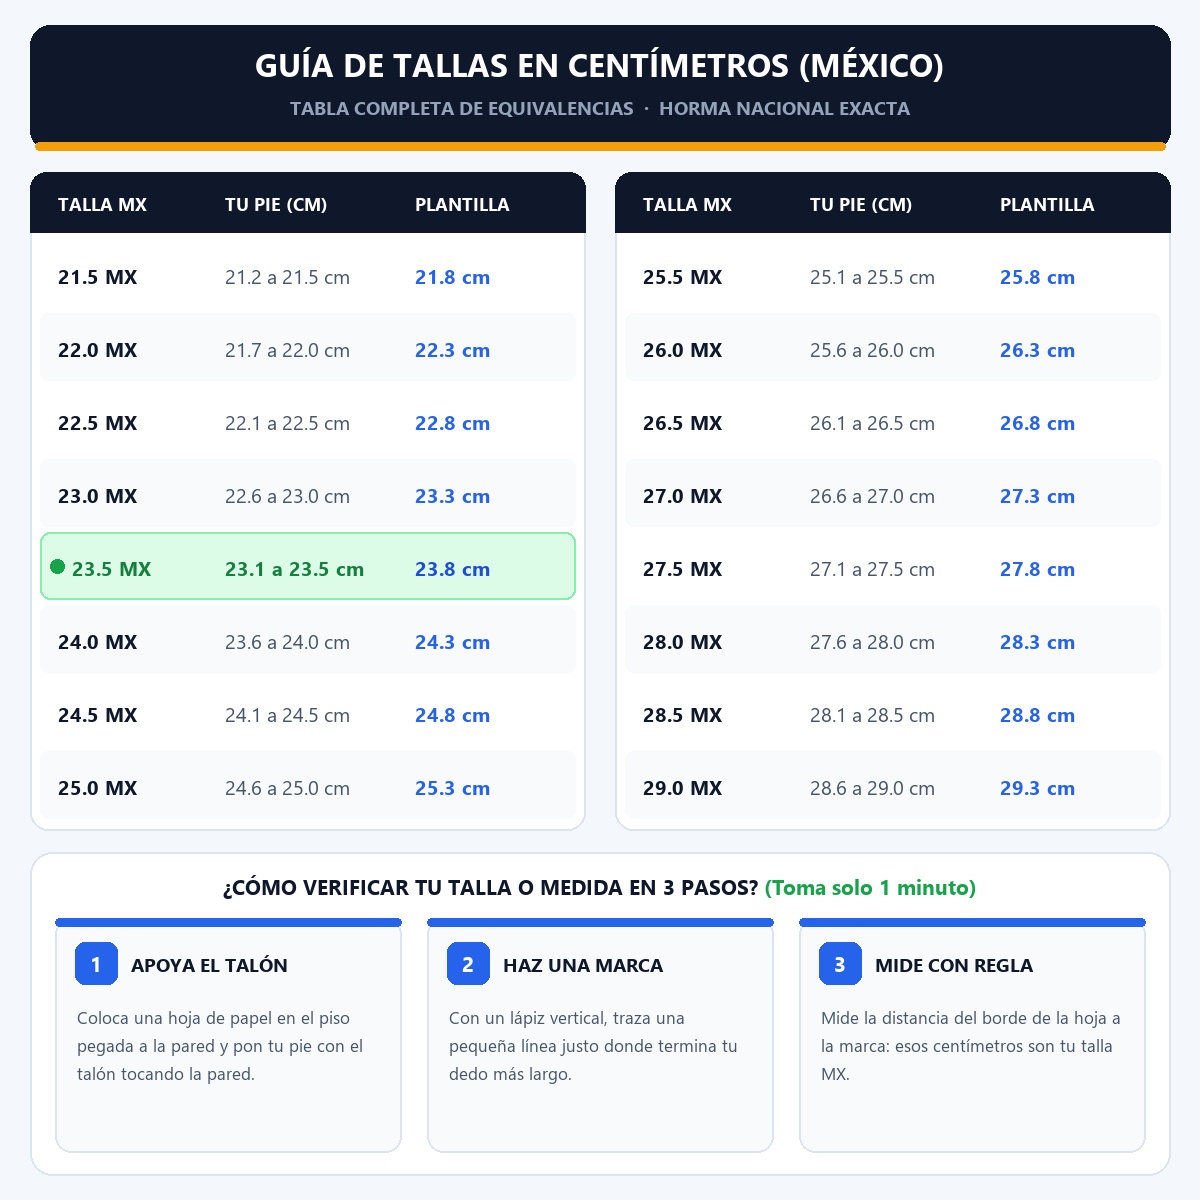 GUÍA DE TALLAS EN CENTÍMETROS (MÉXICO)
TABLA COMPLETA DE EQUIVALENCIAS · HORMA NACIONAL EXACTA
TALLA MX TU PIE (CM) PLANTILLA
21.5 MX 21.2 a 21.5 cm 21.8 cm
22.0 MX 21.7 a 22.0 cm 22.3 cm
22.5 MX 22.1 a 22.5 cm 22.8 cm
23.0 MX 22.6 a 23.0 cm 23.3 cm
23.5 MX 23.1 a 23.5 cm 23.8 cm
24.0 MX 23.6 a 24.0 cm 24.3 cm
24.5 MX 24.1 a 24.5 cm 24.8 cm
25.0 MX 24.6 a 25.0 cm 25.3 cm
TALLA MX TU PIE (CM) PLANTILLA
25.5 MX 25.1 a 25.5 cm 25.8 cm
26.0 MX 25.6 a 26.0 cm 26.3 cm
26.5 MX 26.1 a 26.5 cm 26.8 cm
27.0 MX 26.6 a 27.0 cm 27.3 cm
27.5 MX 27.1 a 27.5 cm 27.8 cm
28.0 MX 27.6 a 28.0 cm 28.3 cm
28.5 MX 28.1 a 28.5 cm 28.8 cm
29.0 MX 28.6 a 29.0 cm 29.3 cm
¿CÓMO VERIFICAR TU TALLA O MEDIDA EN 3 PASOS? (Toma solo 1 minuto)
1 APOYA EL TALÓN
Coloca una hoja de papel en el piso
pegada a la pared y pon tu pie con el
talón tocando la pared.
2 HAZ UNA MARCA
Con un lápiz vertical, traza una
pequeña línea justo donde termina tu
dedo más largo.
3 MIDE CON REGLA
Mide la distancia del borde de la hoja a
la marca: esos centímetros son tu talla
MX.